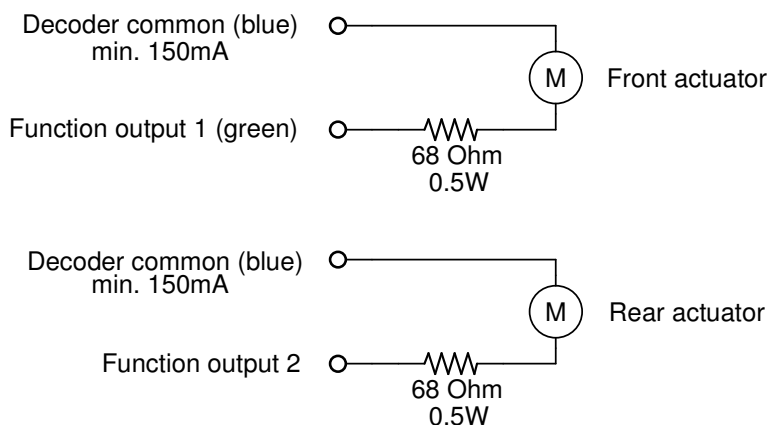 Decoder common (blue)
min. 150mA
M
Front actuator
Function output 1 (green)
68 Ohm
0.5W
Decoder common (blue)
min. 150mA
M
Rear actuator
Function output 2
68 Ohm
0.5W